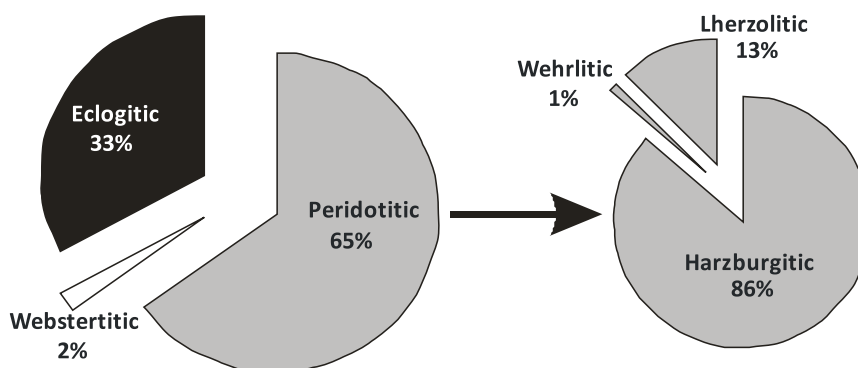 Eclogitic
33%
Peridotitic
65%
Webstertitic
2%
Lherzolitic
13%
Wehrlitic
1%
Harzburgitic
86%